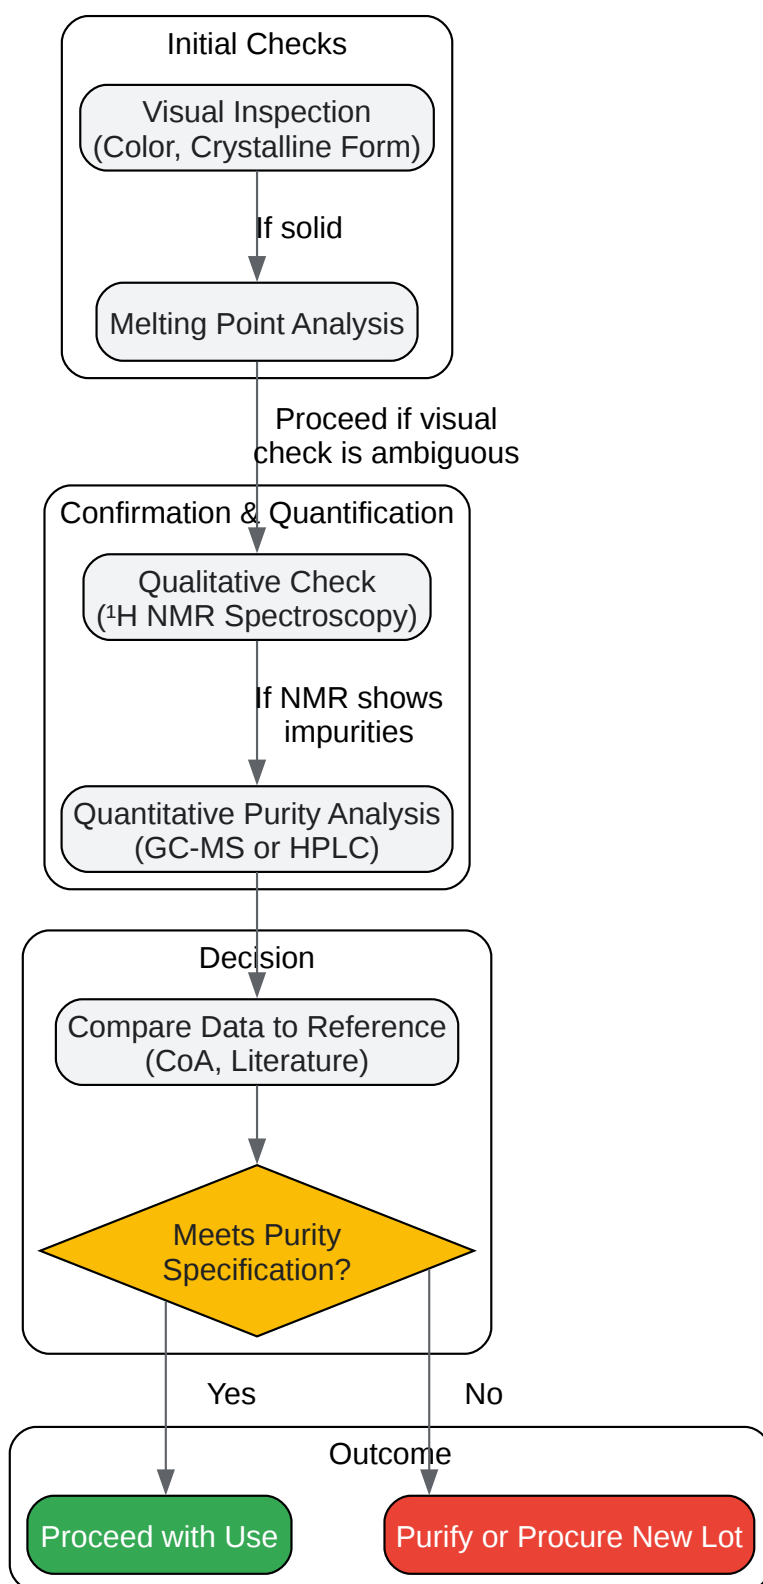 Initial Checks
Visual Inspection
(Color, Crystalline Form)
If solid
Melting Point Analysis
Proceed if visual
check is ambiguous
Confirmation & Quantification
Qualitative Check
(¹H NMR Spectroscopy)
If NMR shows
impurities
Quantitative Purity Analysis
(GC-MS or HPLC)
Decision
Compare Data to Reference
(CoA, Literature)
Meets Purity
Specification?
Yes
No
Outcome
Proceed with Use
Purify or Procure New Lot